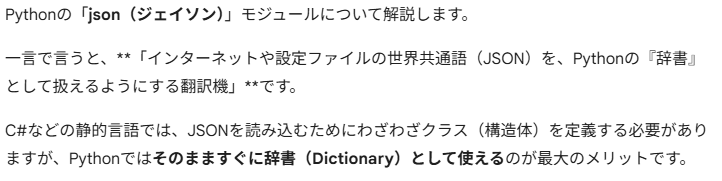 Pythonの「json（ジェイソン）」モジュールについて解説します。
一言で言うと、**「インターネットや設定ファイルの世界共通語（JSON）を、Pythonの『辞書』
として扱えるようにする翻訳機」**です。
C#などの静的言語では、JSONを読み込むためにわざわざクラス（構造体）を定義する必要があり
ますが、Pythonではそのまますぐに辞書（Dictionary）として使えるのが最大のメリットです。